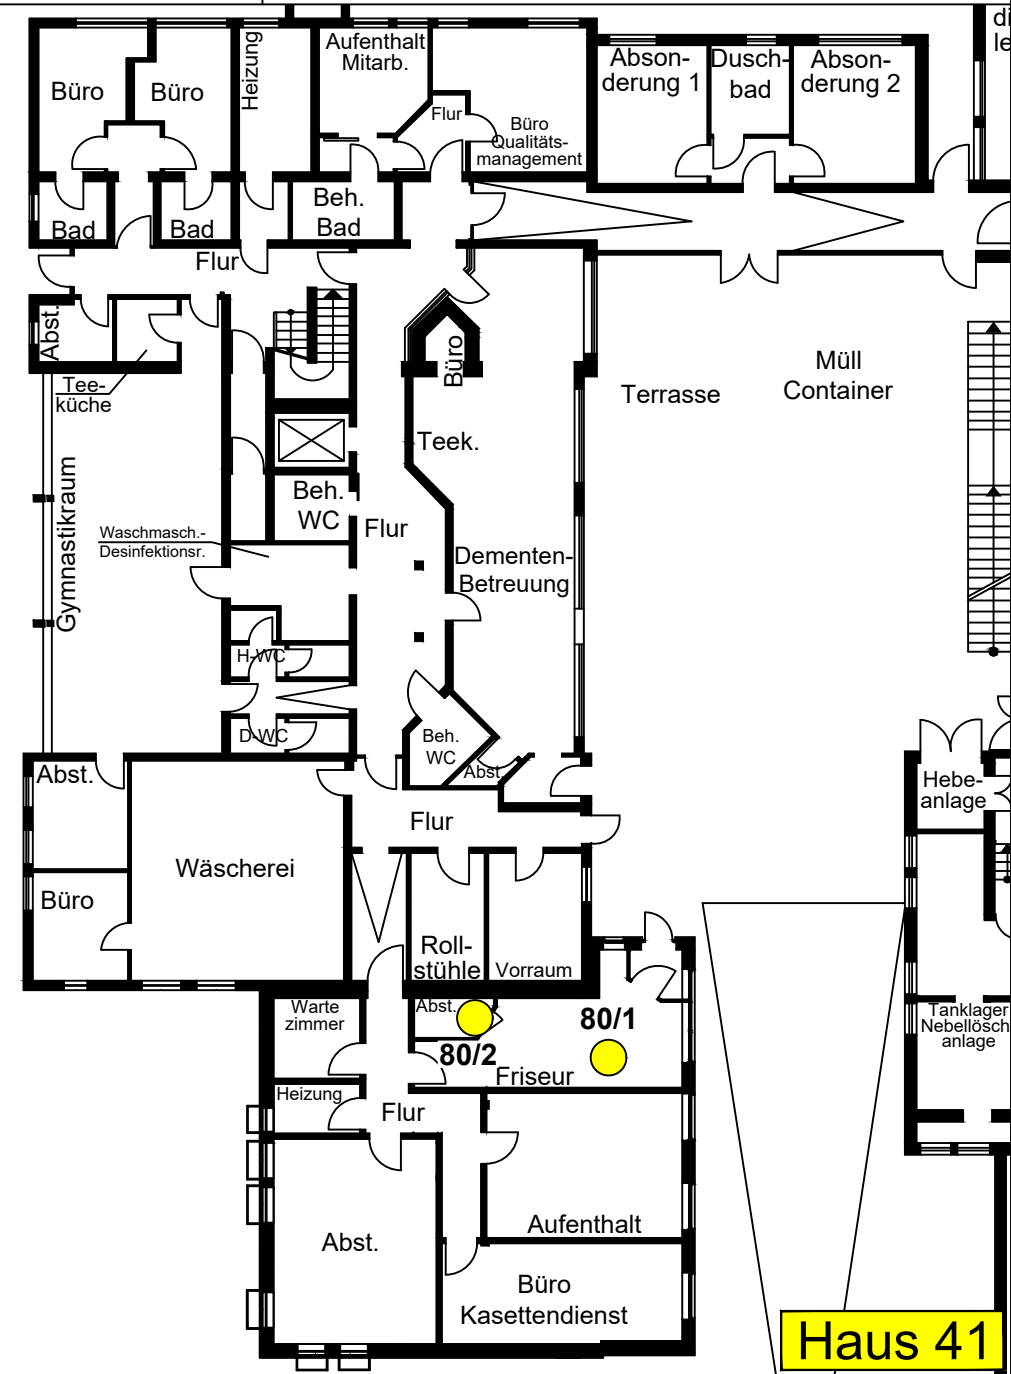 Büro
Büro
Heizung
Aufenthalt
Mitarb.
Flur
Büro
Qualitäts-
management
Abson-
derung 1
Dusch-
bad
Abson-
derung 2
di
le
Bad
Bad
Beh.
Bad
Flur
Abst.
Tee-
küche
Büro
Teek.
Terrasse
Müll
Container
Gymnastikraum
Waschmasch.-
Desinfektionsr.
Beh.
WC
Flur
Dementen-
Betreuung
H-WC
D-WC
Beh.
WC
Abst.
Abst.
Büro
Wäscherei
Flur
Hebe-
anlage
Roll-
stühle
Vorraum
Warte
zimmer
Abst.
80/1
80/2
Friseur
Tanklager
Nebellösch
anlage
Heizung
Flur
Abst.
Aufenthalt
Büro
Kasettendienst
Haus 41